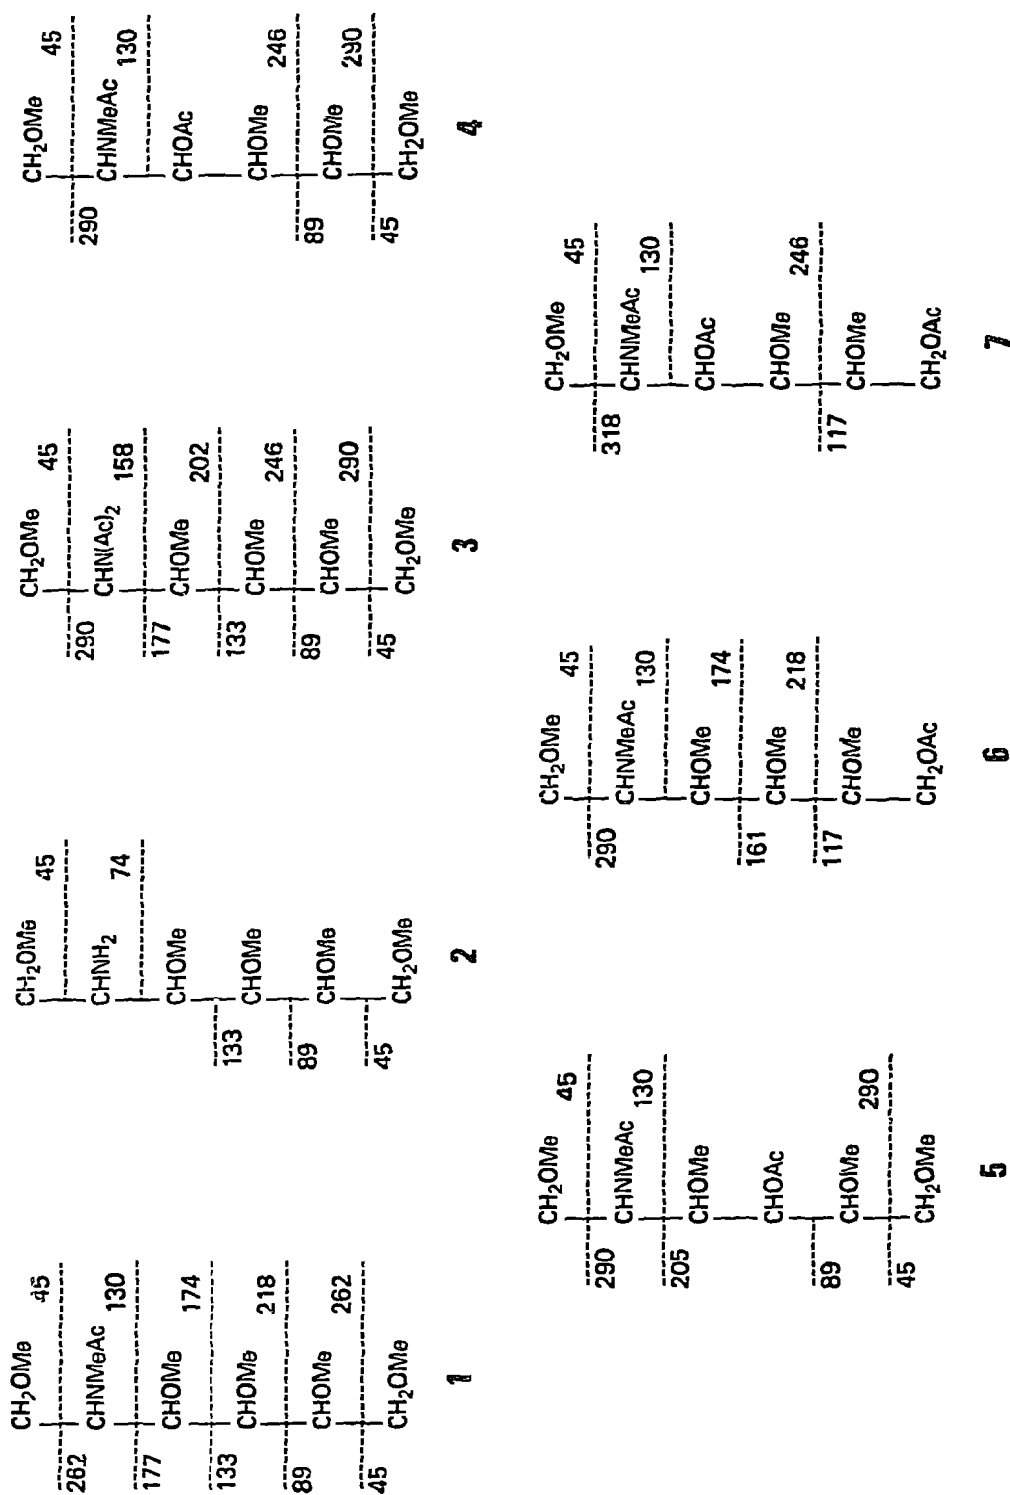 CH2OMe
45
262
CHNMeAc
130
177
CHOMe
174
133
CHOMe
218
89
CHOMe
262
45
CH2OMe
1
CH2OMe
45
CHNH2
74
CHOMe
133
CHOMe
89
CHOMe
45
CH2OMe
2
CH2OMe
45
290
CHN(Ac)2
158
177
CHOMe
202
133
CHOMe
246
89
CHOMe
290
45
CH2OMe
3
CH2OMe
45
290
CHNMeAc
130
CHOAc
CHOMe
246
89
CHOMe
290
45
CH2OMe
4
CH2OMe
45
290
CHNMeAc
130
205
CHOMe
CHOAc
89
CHOMe
290
45
CH2OMe
5
CH2OMe
45
290
CHNMeAc
130
CHOMe
174
161
CHOMe
218
117
CHOMe
CH2OAc
6
CH2OMe
45
318
CHNMeAc
130
CHOAc
CHOMe
246
117
CHOMe
CH2OAc
7